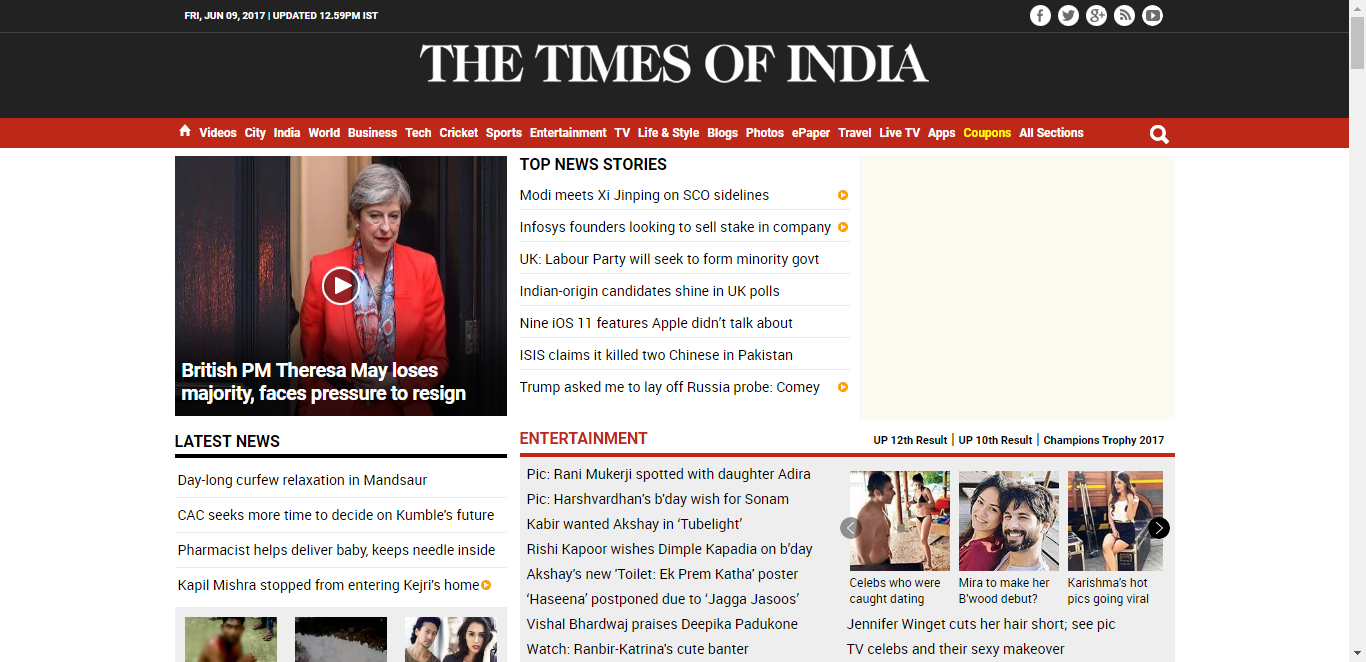 FRI, JUN 09, 2017 | UPDATED 12.59PM IST
THE TIMES OF INDIA
Videos City India World Business Tech Cricket Sports Entertainment TV Life & Style Blogs Photos ePaper Travel Live TV Apps Coupons All Sections
British PM Theresa May loses
majority, faces pressure to resign
TOP NEWS STORIES
Modi meets Xi Jinping on SCO sidelines
Infosys founders looking to sell stake in company
UK: Labour Party will seek to form minority govt
Indian-origin candidates shine in UK polls
Nine iOS 11 features Apple didn’t talk about
ISIS claims it killed two Chinese in Pakistan
Trump asked me to lay off Russia probe: Comey
LATEST NEWS
Day-long curfew relaxation in Mandsaur
CAC seeks more time to decide on Kumble's future
Pharmacist helps deliver baby, keeps needle inside
Kapil Mishra stopped from entering Kejri's home
ENTERTAINMENT
UP 12th Result | UP 10th Result | Champions Trophy 2017
Pic: Rani Mukerji spotted with daughter Adira
Pic: Harshvardhan's b’day wish for Sonam
Kabir wanted Akshay in ‘Tubelight’
Rishi Kapoor wishes Dimple Kapadia on b’day
Akshay's new 'Toilet: Ek Prem Katha' poster
‘Haseena’ postponed due to ‘Jagga Jasoos’
Vishal Bhardwaj praises Deepika Padukone
Watch: Ranbir-Katrina's cute banter
Celebs who were
caught dating
Mira to make her
B'wood debut?
Karishma's hot
pics going viral
Jennifer Winget cuts her hair short; see pic
TV celebs and their sexy makeover